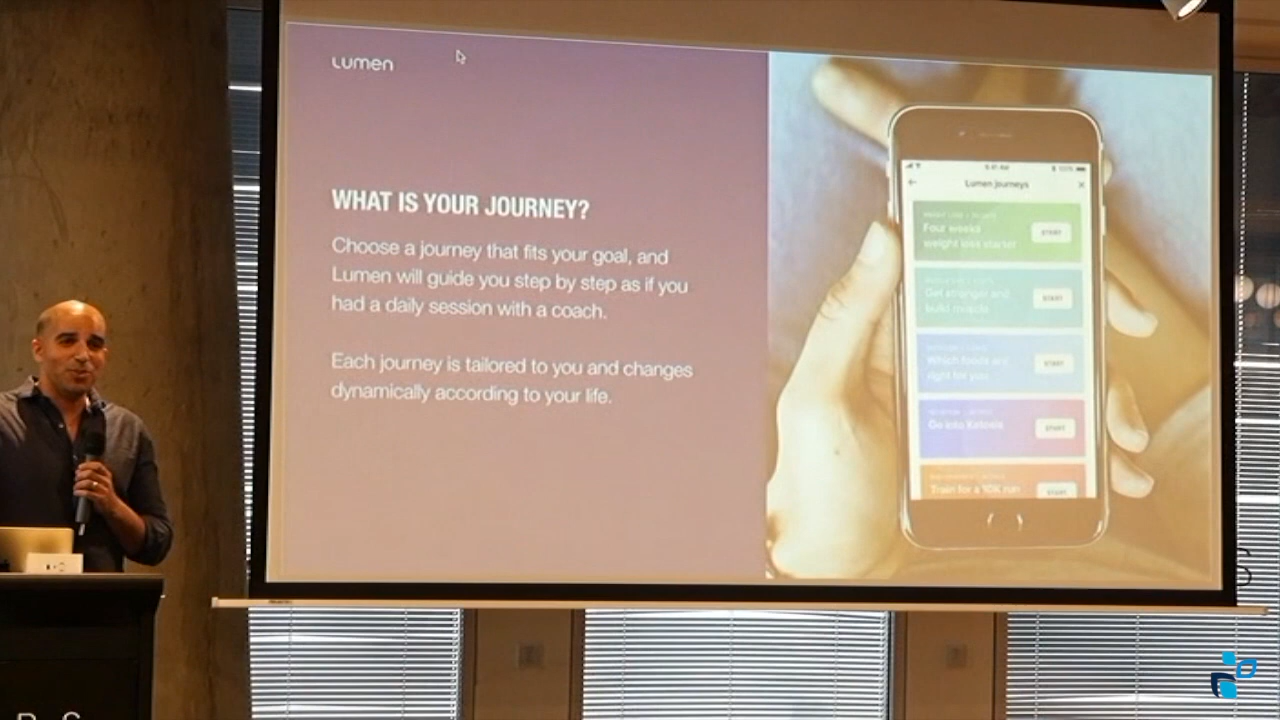 Lumen
WHAT IS YOUR JOURNEY?
Choose a journey that fits your goal, and
Lumen will guide you step by step as if you
had a daily session with a coach.
Each journey is tailored to you and changes
dynamically according to your life.
Lumen journeys
Four weeks
weight loss starter
START
Get stronger and
build muscle
START
Which foods are
right for you
START
Go into Ketosis
START
Train for a 10K run
START